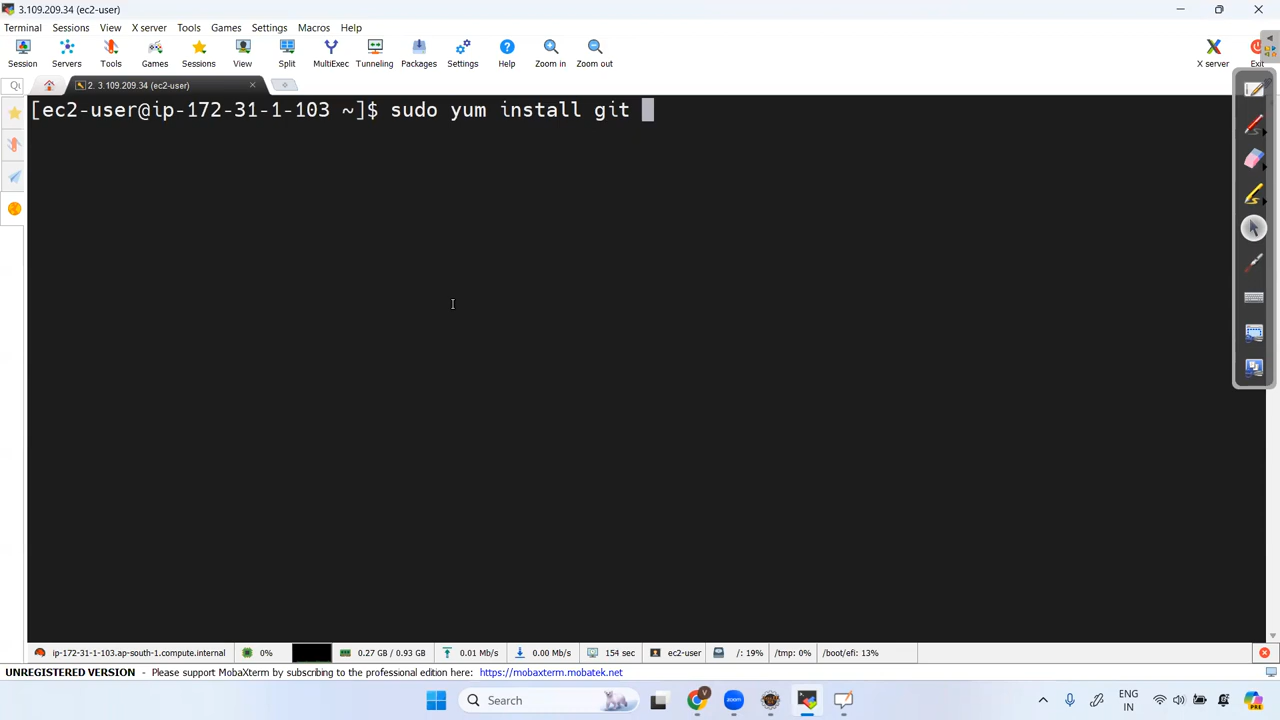 3.109.209.34 (ec2-user)
Terminal Sessions View X server Tools Games Settings Macros Help
Session Servers Tools Games Sessions View Split MultiExec Tunneling Packages Settings Help Zoom in Zoom out X server Exit
2. 3.109.209.34 (ec2-user)
[ec2-user@ip-172-31-1-103 ~]$ sudo yum install git
ip-172-31-1-103.ap-south-1.compute.internal 0% 0.27 GB / 0.93 GB 0.01 Mb/s 0.00 Mb/s 154 sec ec2-user /: 19% /tmp: 0% /boot/efi: 13%
UNREGISTERED VERSION - Please support MobaXterm by subscribing to the professional edition here: https://mobaxterm.mobatek.net
Search zoom ENG
IN PRE